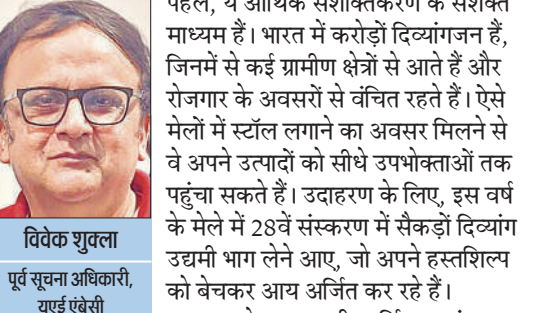 पहल, ये आर्थिक सशक्तिकरण के सशक्त
माध्यम हैं। भारत में करोड़ों दिव्यांगजन हैं,
जिनमें से कई ग्रामीण क्षेत्रों से आते हैं और
रोजगार के अवसरों से वंचित रहते हैं। ऐसे
मेलों में स्टॉल लगाने का अवसर मिलने से
वे अपने उत्पादों को सीधे उपभोक्ताओं तक
पहुंचा सकते हैं। उदाहरण के लिए, इस वर्ष
के मेले में 28वें संस्करण में सैकड़ों दिव्यांग
उद्यमी भाग लेने आए, जो अपने हस्तशिल्प
को बेचकर आय अर्जित कर रहे हैं।
विवेक शुक्ला
पूर्व सूचना अधिकारी,
यूएई एंबेसी